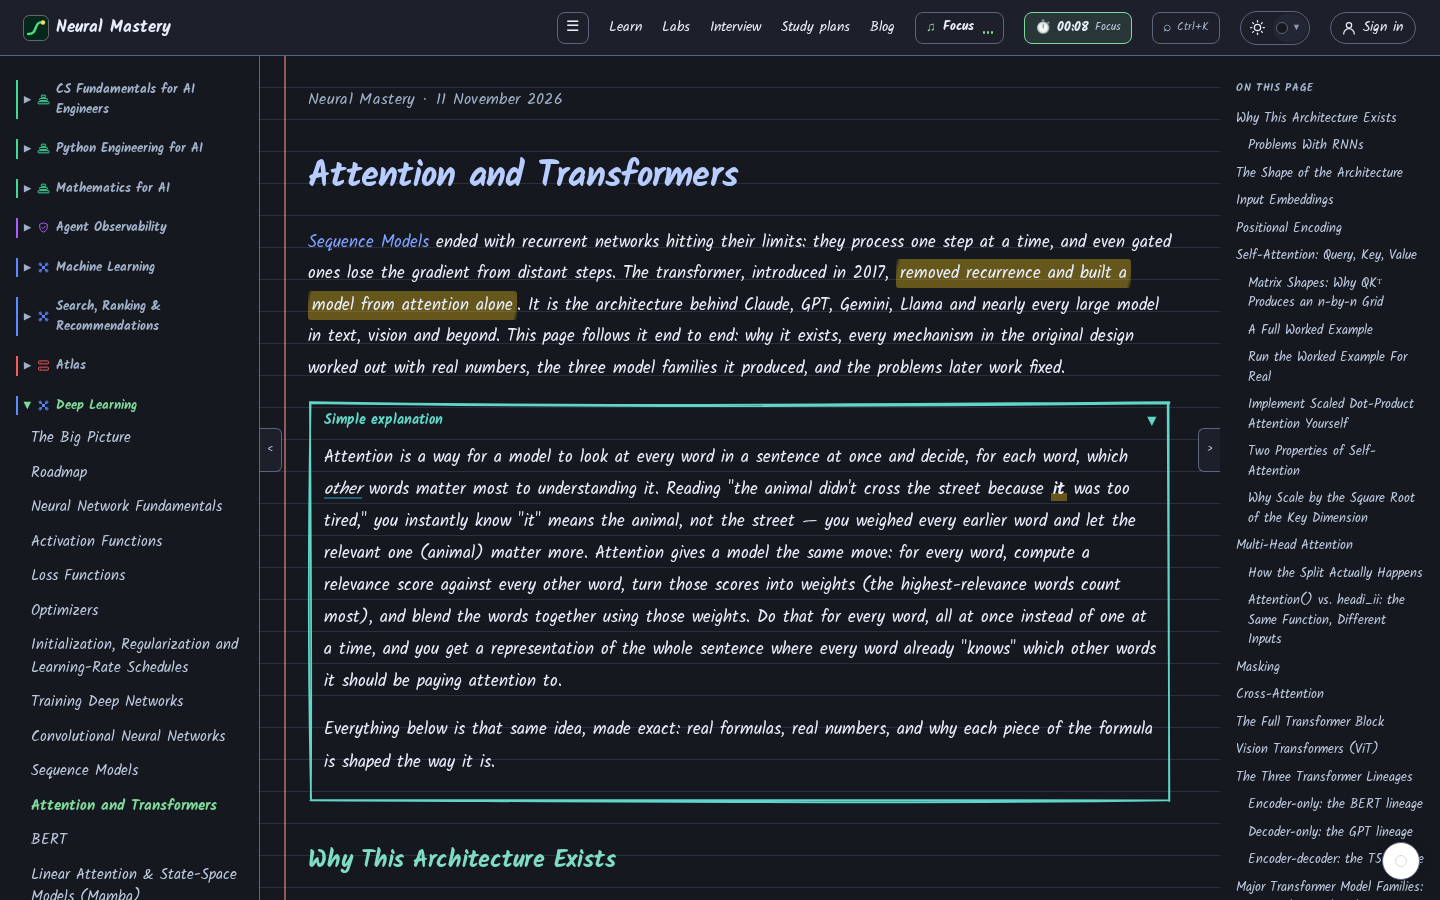 Neural Mastery
☰
Learn
Labs
Interview
Study plans
Blog
♫ Focus ...
00:08 Focus
Ctrl+K
Sign in
CS Fundamentals for AI
Engineers
Python Engineering for AI
Mathematics for AI
Agent Observability
Machine Learning
Search, Ranking &
Recommendations
Atlas
Deep Learning
The Big Picture
Roadmap
Neural Network Fundamentals
Activation Functions
Loss Functions
Optimizers
Initialization, Regularization and
Learning-Rate Schedules
Training Deep Networks
Convolutional Neural Networks
Sequence Models
Attention and Transformers
BERT
Linear Attention & State-Space
Models (Mamba)
Neural Mastery · 11 November 2026
Attention and Transformers
Sequence Models ended with recurrent networks hitting their limits: they process one step at a time, and even gated
ones lose the gradient from distant steps. The transformer, introduced in 2017, removed recurrence and built a
model from attention alone. It is the architecture behind Claude, GPT, Gemini, Llama and nearly every large model
in text, vision and beyond. This page follows it end to end: why it exists, every mechanism in the original design
worked out with real numbers, the three model families it produced, and the problems later work fixed.
Simple explanation
Attention is a way for a model to look at every word in a sentence at once and decide, for each word, which
other words matter most to understanding it. Reading "the animal didn't cross the street because it was too
tired," you instantly know "it" means the animal, not the street — you weighed every earlier word and let the
relevant one (animal) matter more. Attention gives a model the same move: for every word, compute a
relevance score against every other word, turn those scores into weights (the highest-relevance words count
most), and blend the words together using those weights. Do that for every word, all at once instead of one at
a time, and you get a representation of the whole sentence where every word already "knows" which other words
it should be paying attention to.
Everything below is that same idea, made exact: real formulas, real numbers, and why each piece of the formula
is shaped the way it is.
Why This Architecture Exists
<
>
ON THIS PAGE
Why This Architecture Exists
Problems With RNNs
The Shape of the Architecture
Input Embeddings
Positional Encoding
Self-Attention: Query, Key, Value
Matrix Shapes: Why QKᵀ
Produces an n-by-n Grid
A Full Worked Example
Run the Worked Example For
Real
Implement Scaled Dot-Product
Attention Yourself
Two Properties of Self-
Attention
Why Scale by the Square Root
of the Key Dimension
Multi-Head Attention
How the Split Actually Happens
Attention() vs. headi_ii: the
Same Function, Different
Inputs
Masking
Cross-Attention
The Full Transformer Block
Vision Transformers (ViT)
The Three Transformer Lineages
Encoder-only: the BERT lineage
Decoder-only: the GPT lineage
Encoder-decoder: the
Major Transformer Model Families: